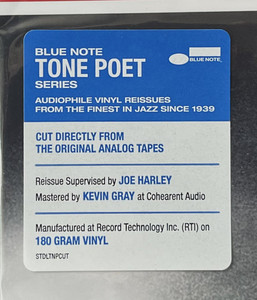 BLUE NOTE
BLUE NOTE
TONE POET
SERIES
AUDIOPHILE VINYL REISSUES
FROM THE FINEST IN JAZZ SINCE 1939
CUT DIRECTLY FROM
THE ORIGINAL ANALOG TAPES
Reissue Supervised by JOE HARLEY
Mastered by KEVIN GRAY at Cohearent Audio
Manufactured at Record Technology Inc. (RTI) on
180 GRAM VINYL
STDLTNPCUT